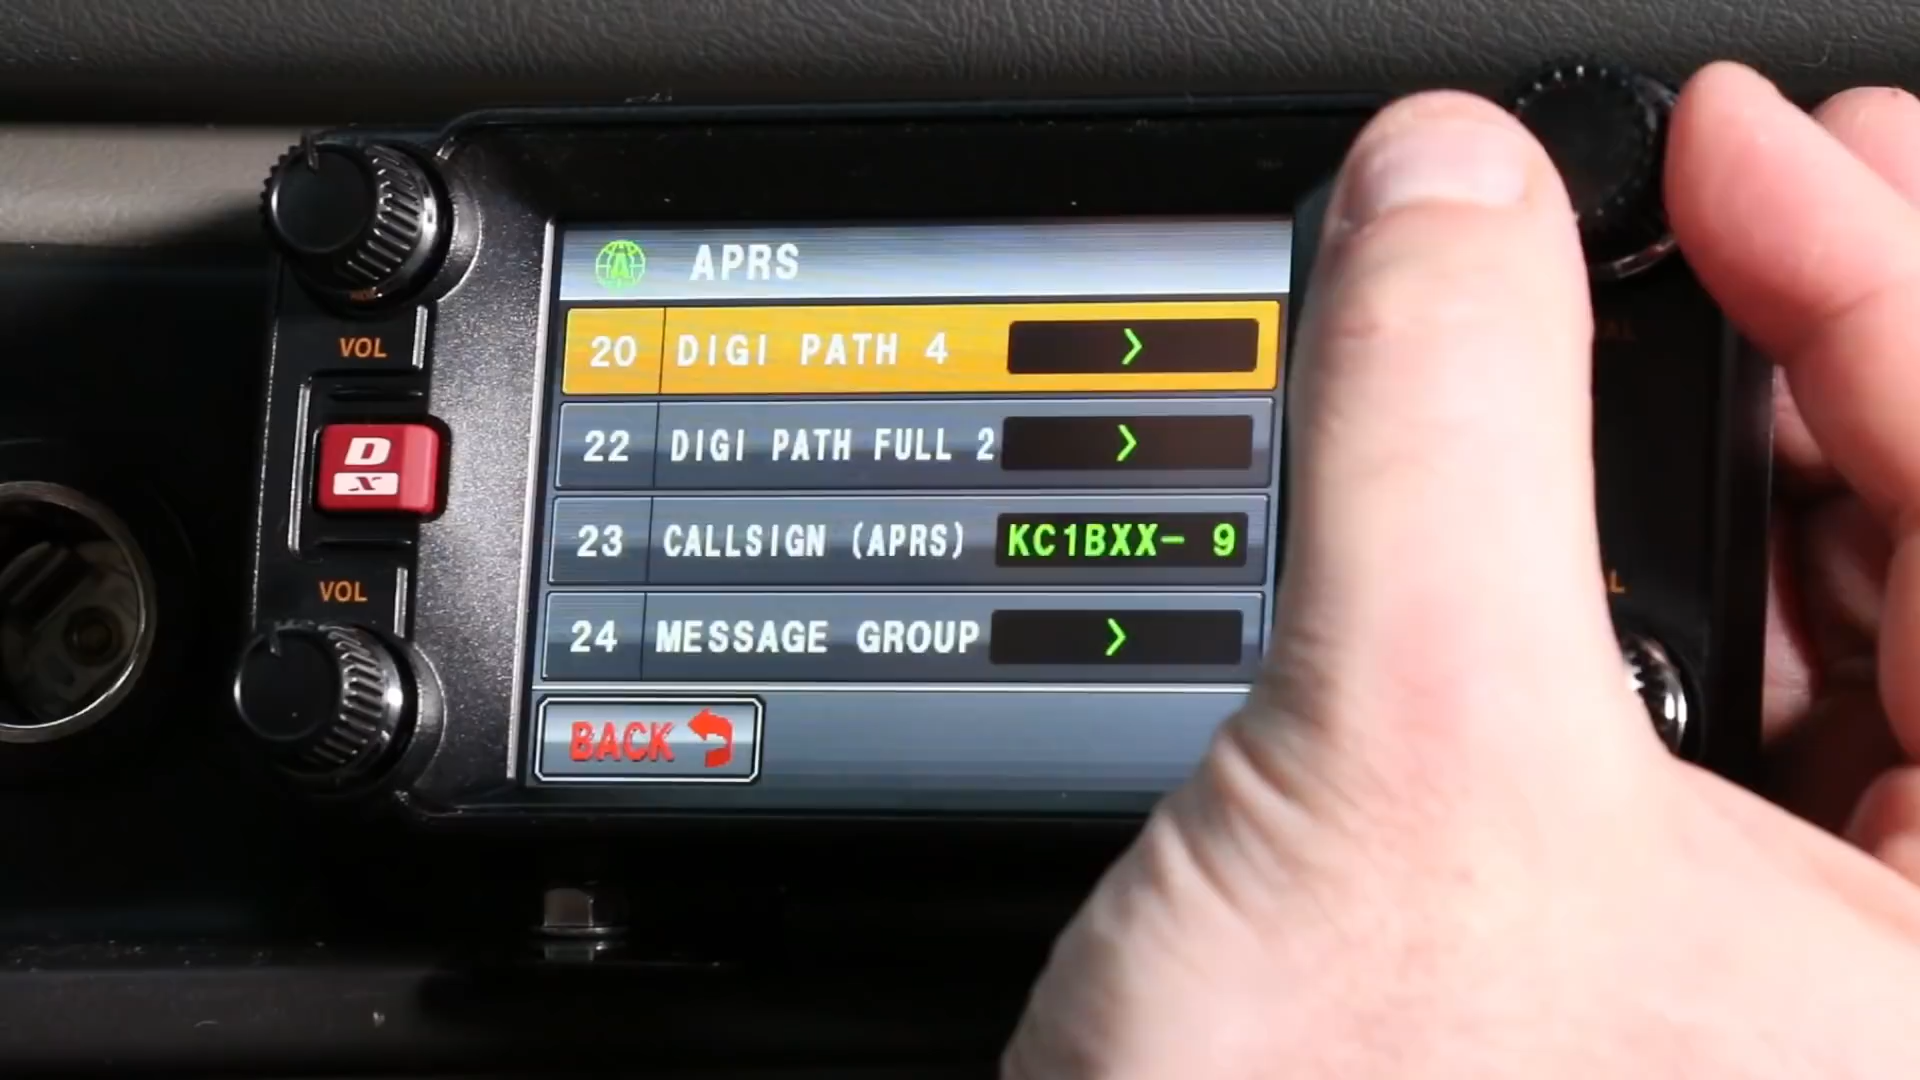 APRS
20 DIGI PATH 4 >
VOL
22 DIGI PATH FULL 2 >
D
X
23 CALLSIGN (APRS) KC1BXX- 9
VOL
24 MESSAGE GROUP >
BACK